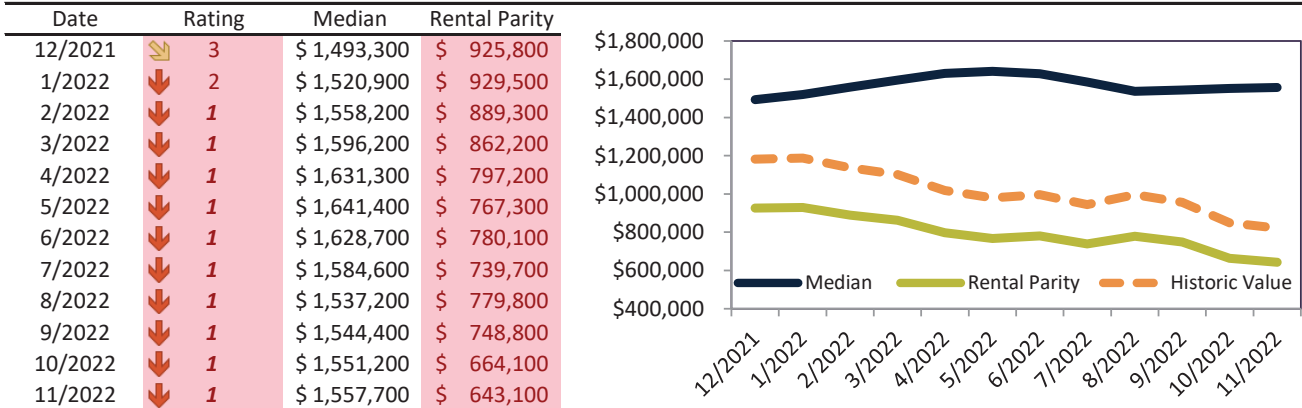 Date Rating Median Rental Parity
12/2021 3 $ 1,493,300 $ 925,800
1/2022 2 $ 1,520,900 $ 929,500
2/2022 1 $ 1,558,200 $ 889,300
3/2022 1 $ 1,596,200 $ 862,200
4/2022 1 $ 1,631,300 $ 797,200
5/2022 1 $ 1,641,400 $ 767,300
6/2022 1 $ 1,628,700 $ 780,100
7/2022 1 $ 1,584,600 $ 739,700
8/2022 1 $ 1,537,200 $ 779,800
9/2022 1 $ 1,544,400 $ 748,800
10/2022 1 $ 1,551,200 $ 664,100
11/2022 1 $ 1,557,700 $ 643,100
$1,800,000
$1,600,000
$1,400,000
$1,200,000
$1,000,000
$800,000
$600,000
$400,000
Median Rental Parity Historic Value
12/2021
1/2022
2/2022
3/2022
4/2022
5/2022
6/2022
7/2022
8/2022
9/2022
10/2022
11/2022